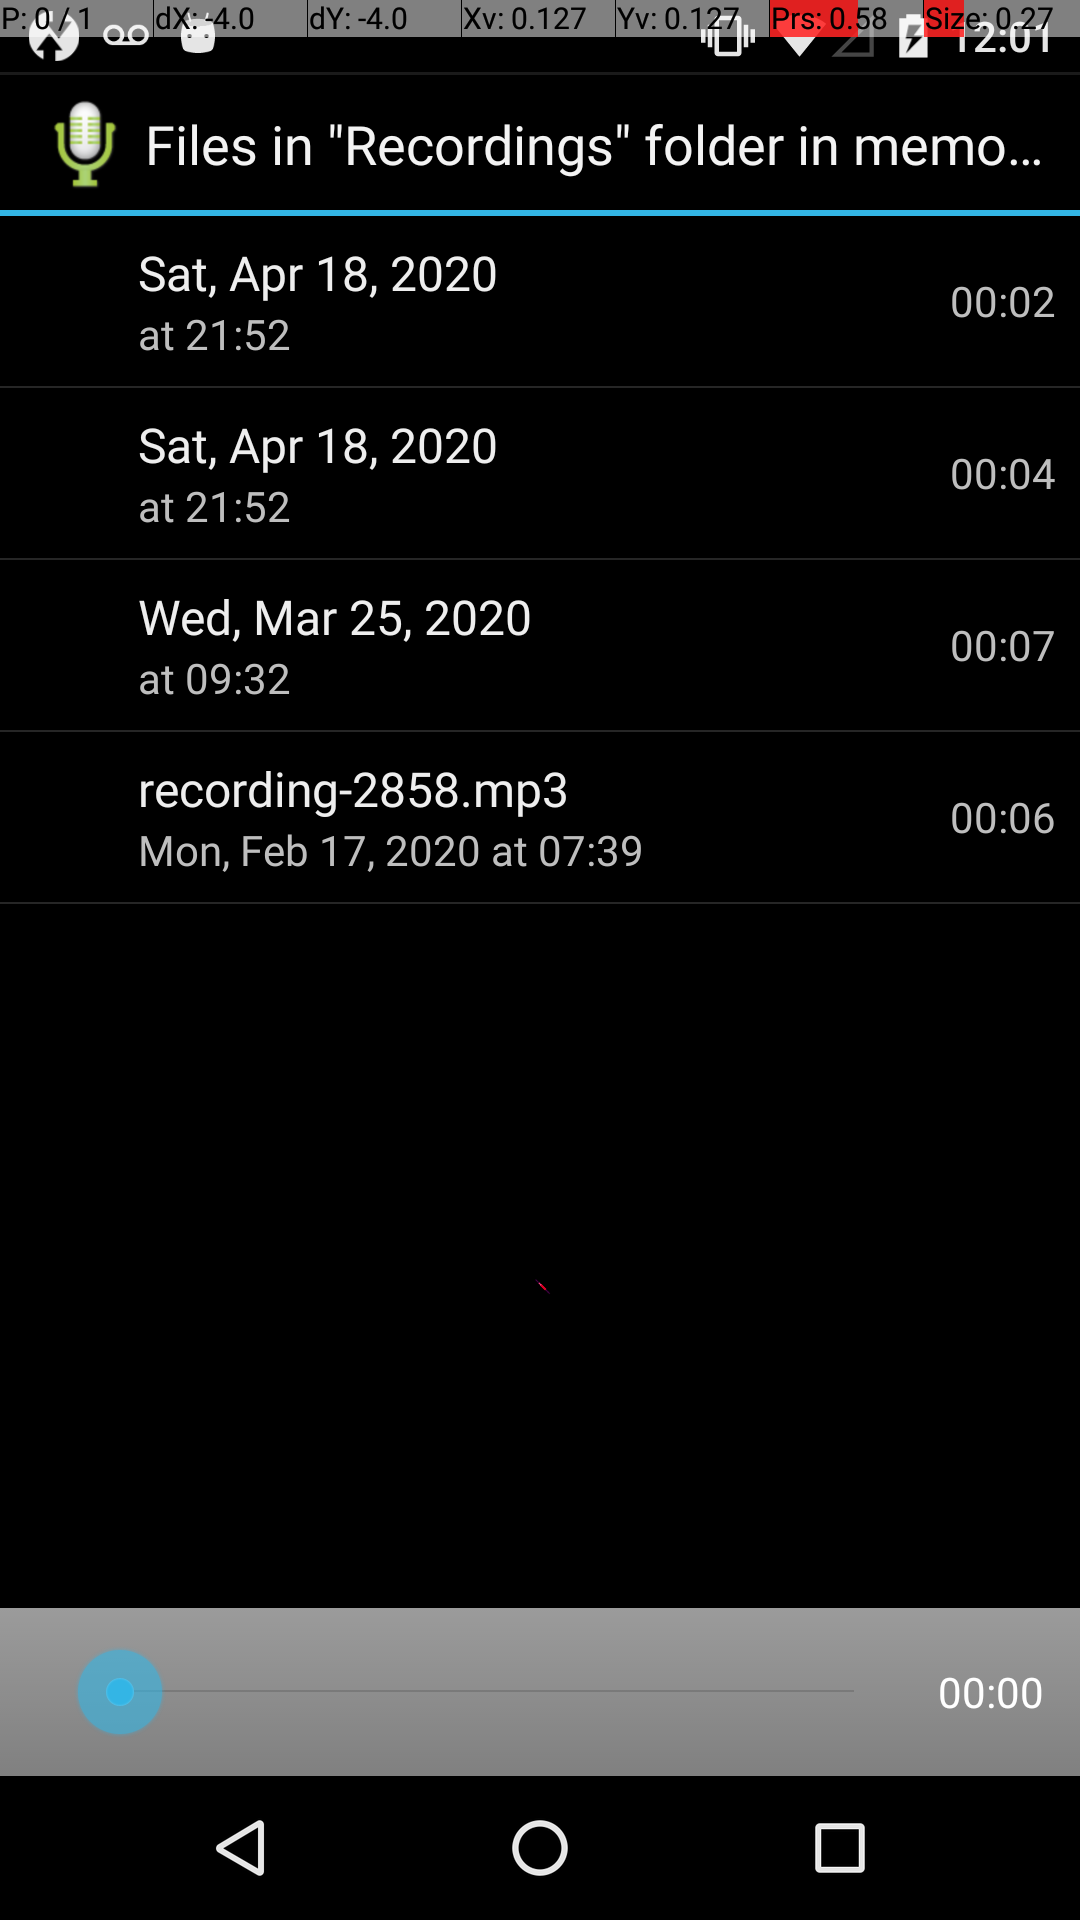 P: 0 / 1 dX: -4.0 dY: -4.0 Xv: 0.127 Yv: 0.127 Prs: 0.58 Size: 0.27
12:01
Files in "Recordings" folder in memo...
Sat, Apr 18, 2020
at 21:52
00:02
Sat, Apr 18, 2020
at 21:52
00:04
Wed, Mar 25, 2020
at 09:32
00:07
recording-2858.mp3
Mon, Feb 17, 2020 at 07:39
00:06
00:00